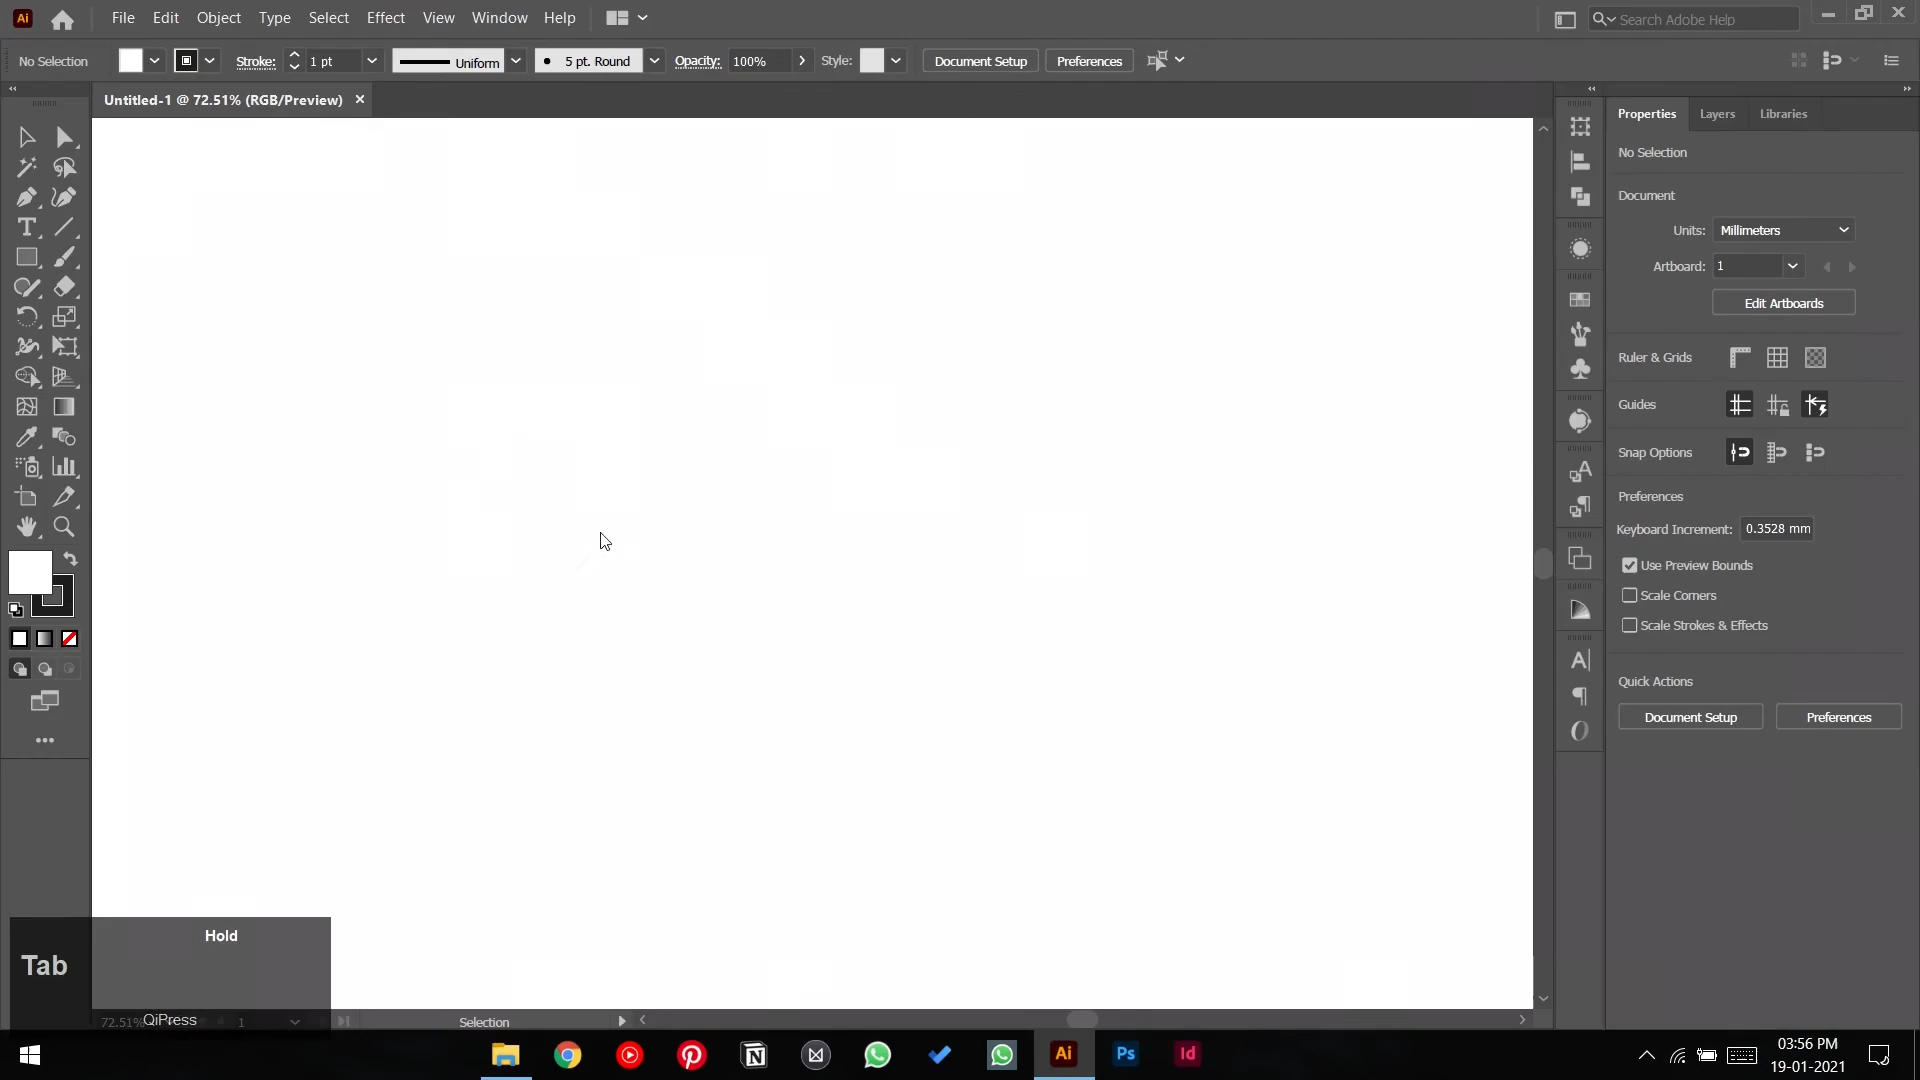 Ai File Edit Object Type Select Effect View Window Help Search Adobe Help
No Selection Stroke: 1 pt Uniform 5 pt. Round Opacity: 100% Style: Document Setup Preferences
Untitled-1 @ 72.51% (RGB/Preview) ×
Properties Layers Libraries
No Selection
Document
Units: Millimeters
Artboard: 1
Edit Artboards
Ruler & Grids
Guides
Snap Options
Preferences
Keyboard Increment: 0.3528 mm
Use Preview Bounds
Scale Corners
Scale Strokes & Effects
Quick Actions
Document Setup Preferences
Hold
Tab
QiPress
72.51% 1 Selection
Ai Ps Id
03:56 PM
19-01-2021